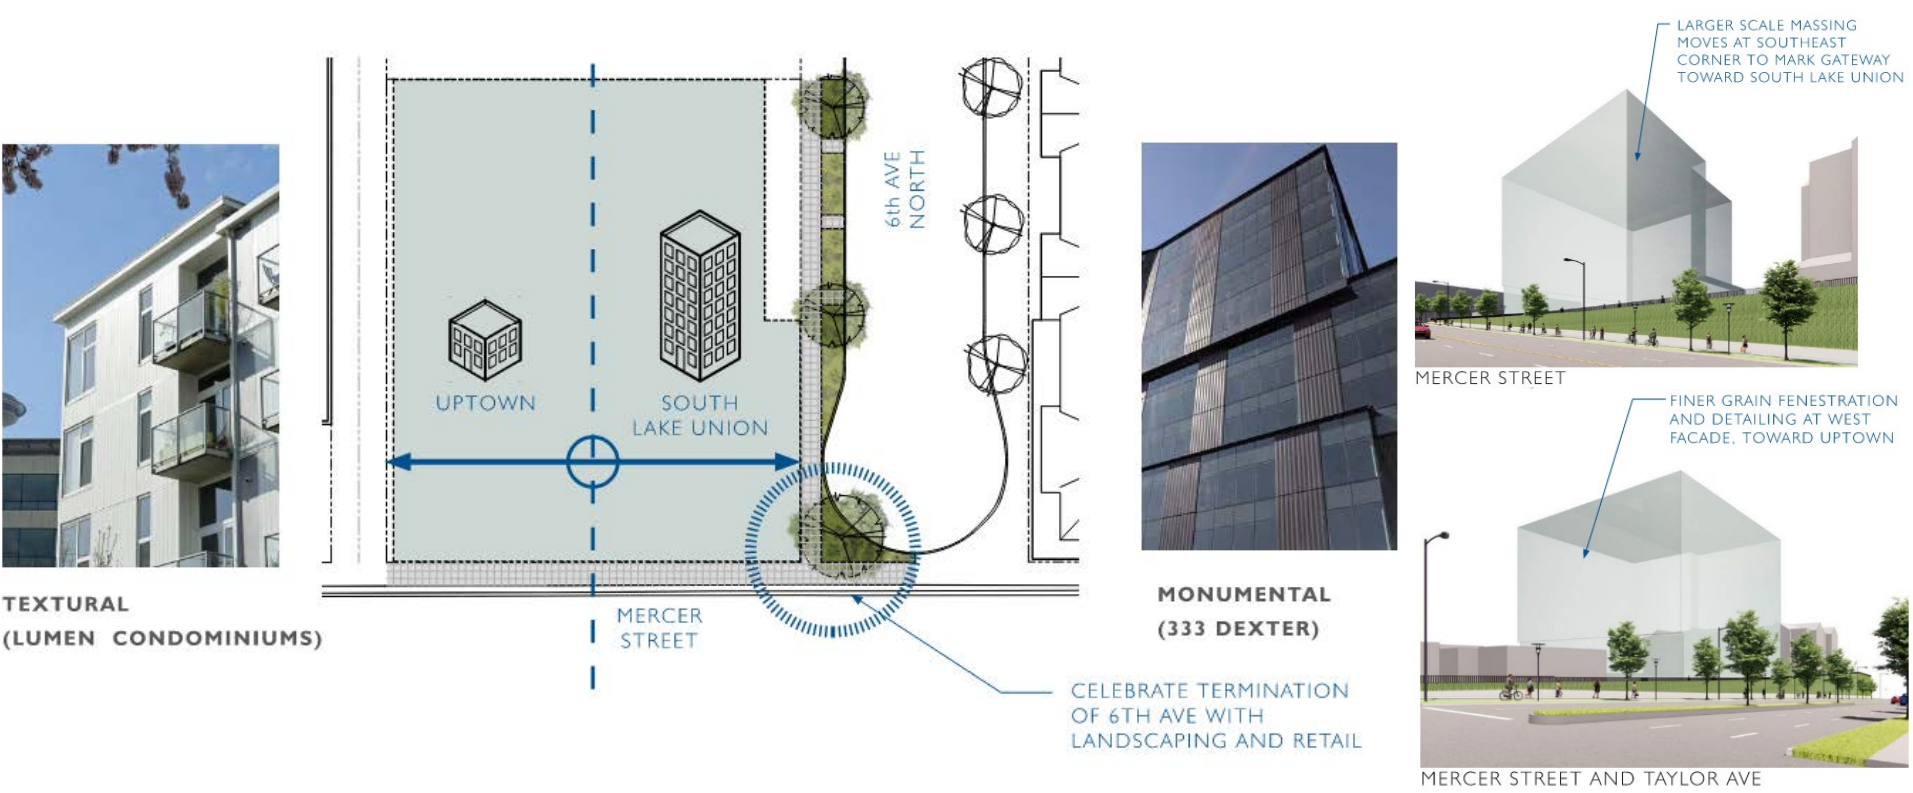 TEXTURAL
(LUMEN CONDOMINIUMS)
UPTOWN
SOUTH
LAKE UNION
6th AVE
NORTH
MERCER
STREET
CELEBRATE TERMINATION
OF 6TH AVE WITH
LANDSCAPING AND RETAIL
MONUMENTAL
(333 DEXTER)
LARGER SCALE MASSING
MOVES AT SOUTHEAST
CORNER TO MARK GATEWAY
TOWARD SOUTH LAKE UNION
MERCER STREET
FINER GRAIN FENESTRATION
AND DETAILING AT WEST
FACADE, TOWARD UPTOWN
MERCER STREET AND TAYLOR AVE